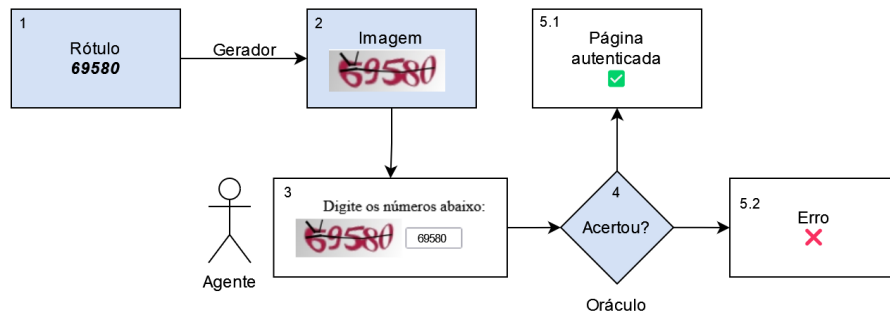 1
Rótulo
69580
Gerador
2
Imagem
69580
3
Digite os números abaixo:
69580
69580
Agente
4
Acertou?
Oráculo
5.1
Página
autenticada
5.2
Erro